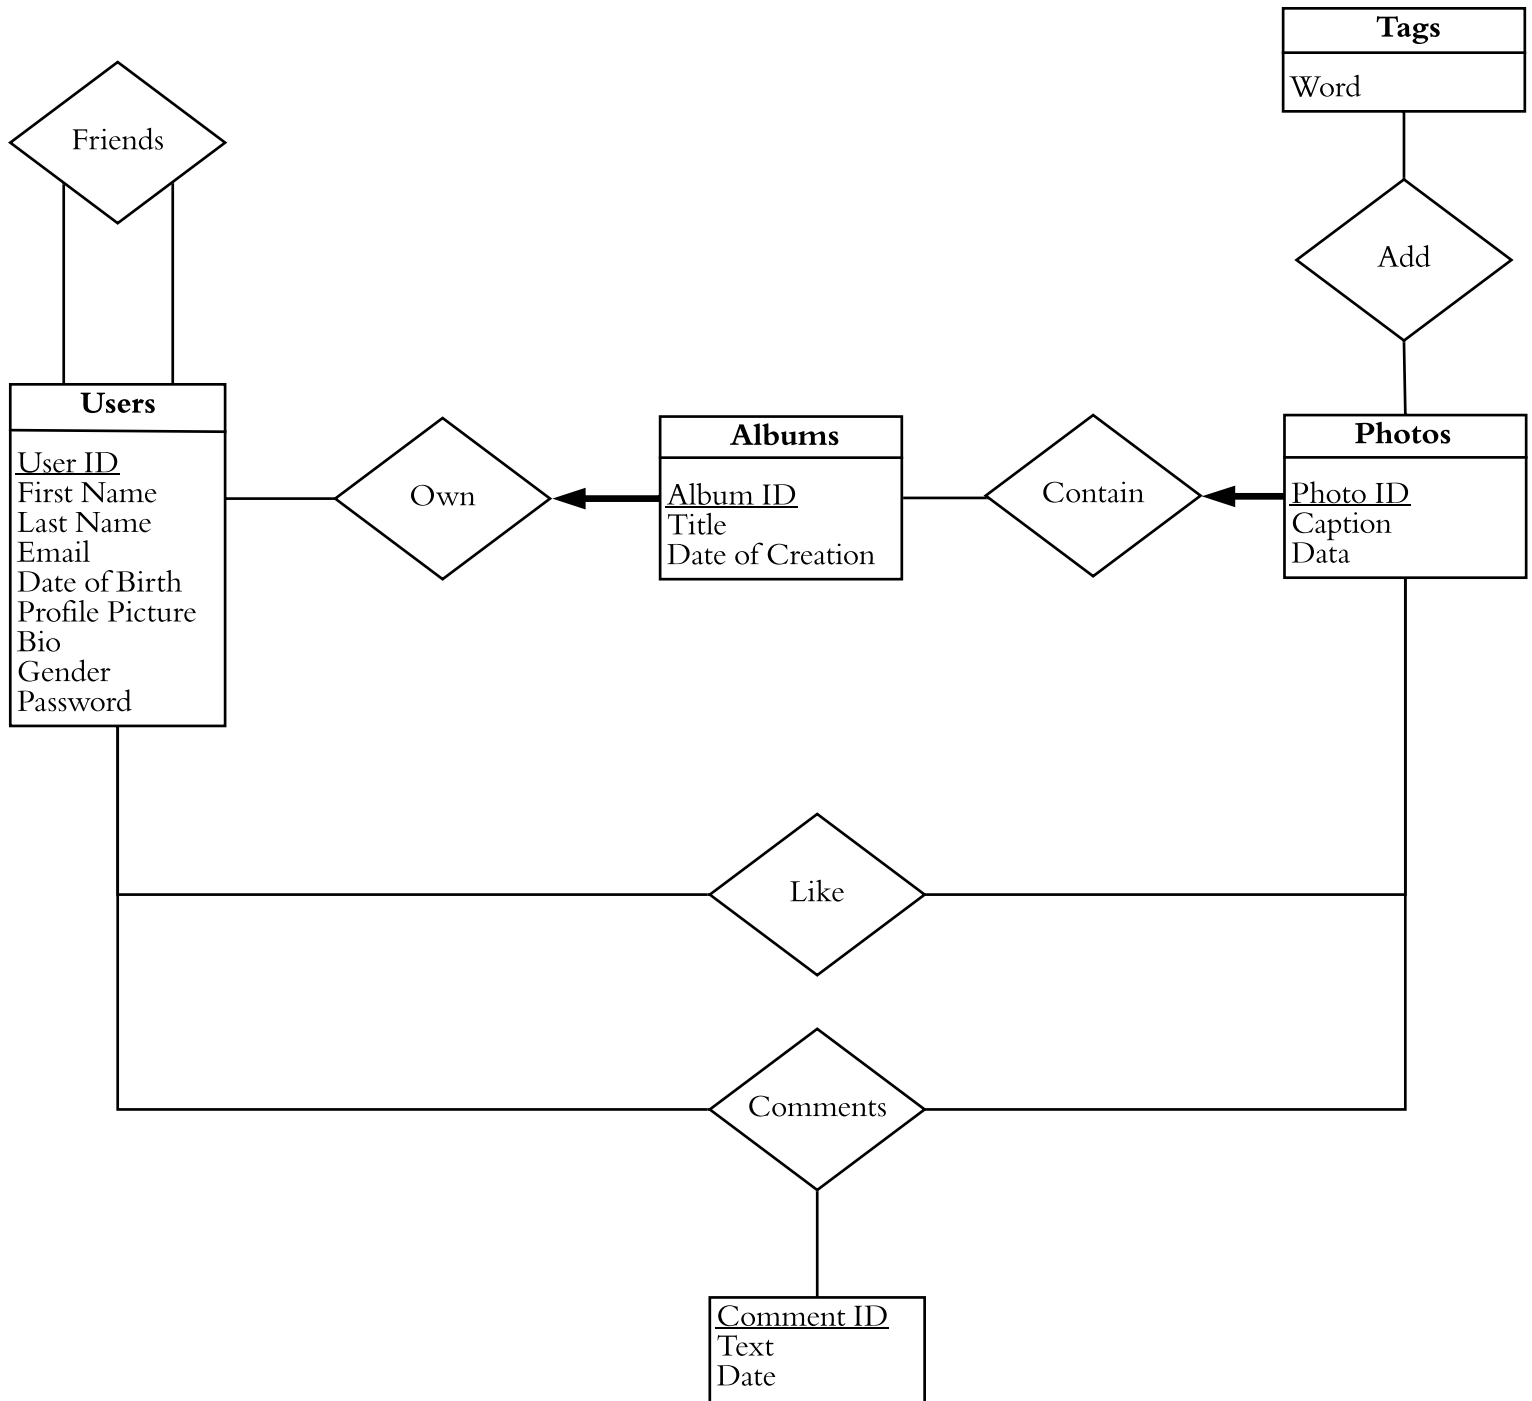 Tags
Word
Friends
Add
Users
User ID
First Name
Last Name
Email
Date of Birth
Profile Picture
Bio
Gender
Password
Own
Albums
Album ID
Title
Date of Creation
Contain
Photos
Photo ID
Caption
Data
Like
Comments
Comment ID
Text
Date